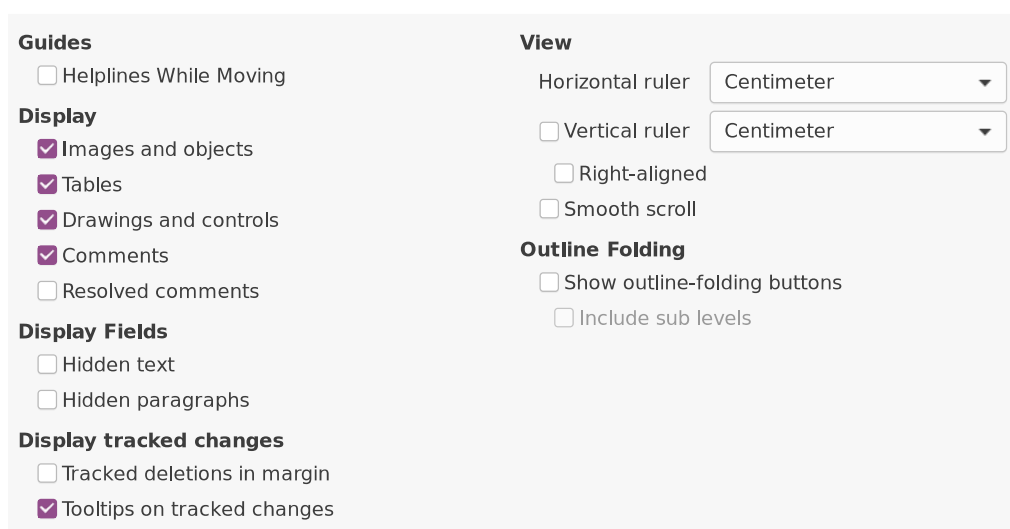 Guides
Helplines While Moving
Display
Images and objects
Tables
Drawings and controls
Comments
Resolved comments
Display Fields
Hidden text
Hidden paragraphs
Display tracked changes
Tracked deletions in margin
Tooltips on tracked changes
View
Horizontal ruler Centimeter
Vertical ruler Centimeter
Right-aligned
Smooth scroll
Outline Folding
Show outline-folding buttons
Include sub levels